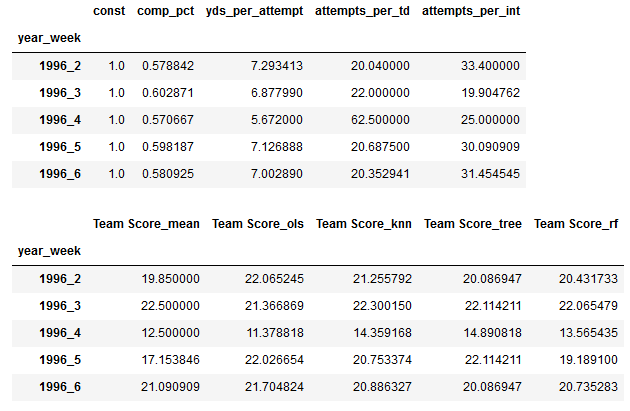 const comp_pct yds_per_attempt attempts_per_td attempts_per_int
year_week
1996_2 1.0 0.578842 7.293413 20.040000 33.400000
1996_3 1.0 0.602871 6.877990 22.000000 19.904762
1996_4 1.0 0.570667 5.672000 62.500000 25.000000
1996_5 1.0 0.598187 7.126888 20.687500 30.090909
1996_6 1.0 0.580925 7.002890 20.352941 31.454545
Team Score_mean Team Score_ols Team Score_knn Team Score_tree Team Score_rf
year_week
1996_2 19.850000 22.065245 21.255792 20.086947 20.431733
1996_3 22.500000 21.366869 22.300150 22.114211 22.065479
1996_4 12.500000 11.378818 14.359168 14.890818 13.565435
1996_5 17.153846 22.026654 20.753374 22.114211 19.189100
1996_6 21.090909 21.704824 20.886327 20.086947 20.735283